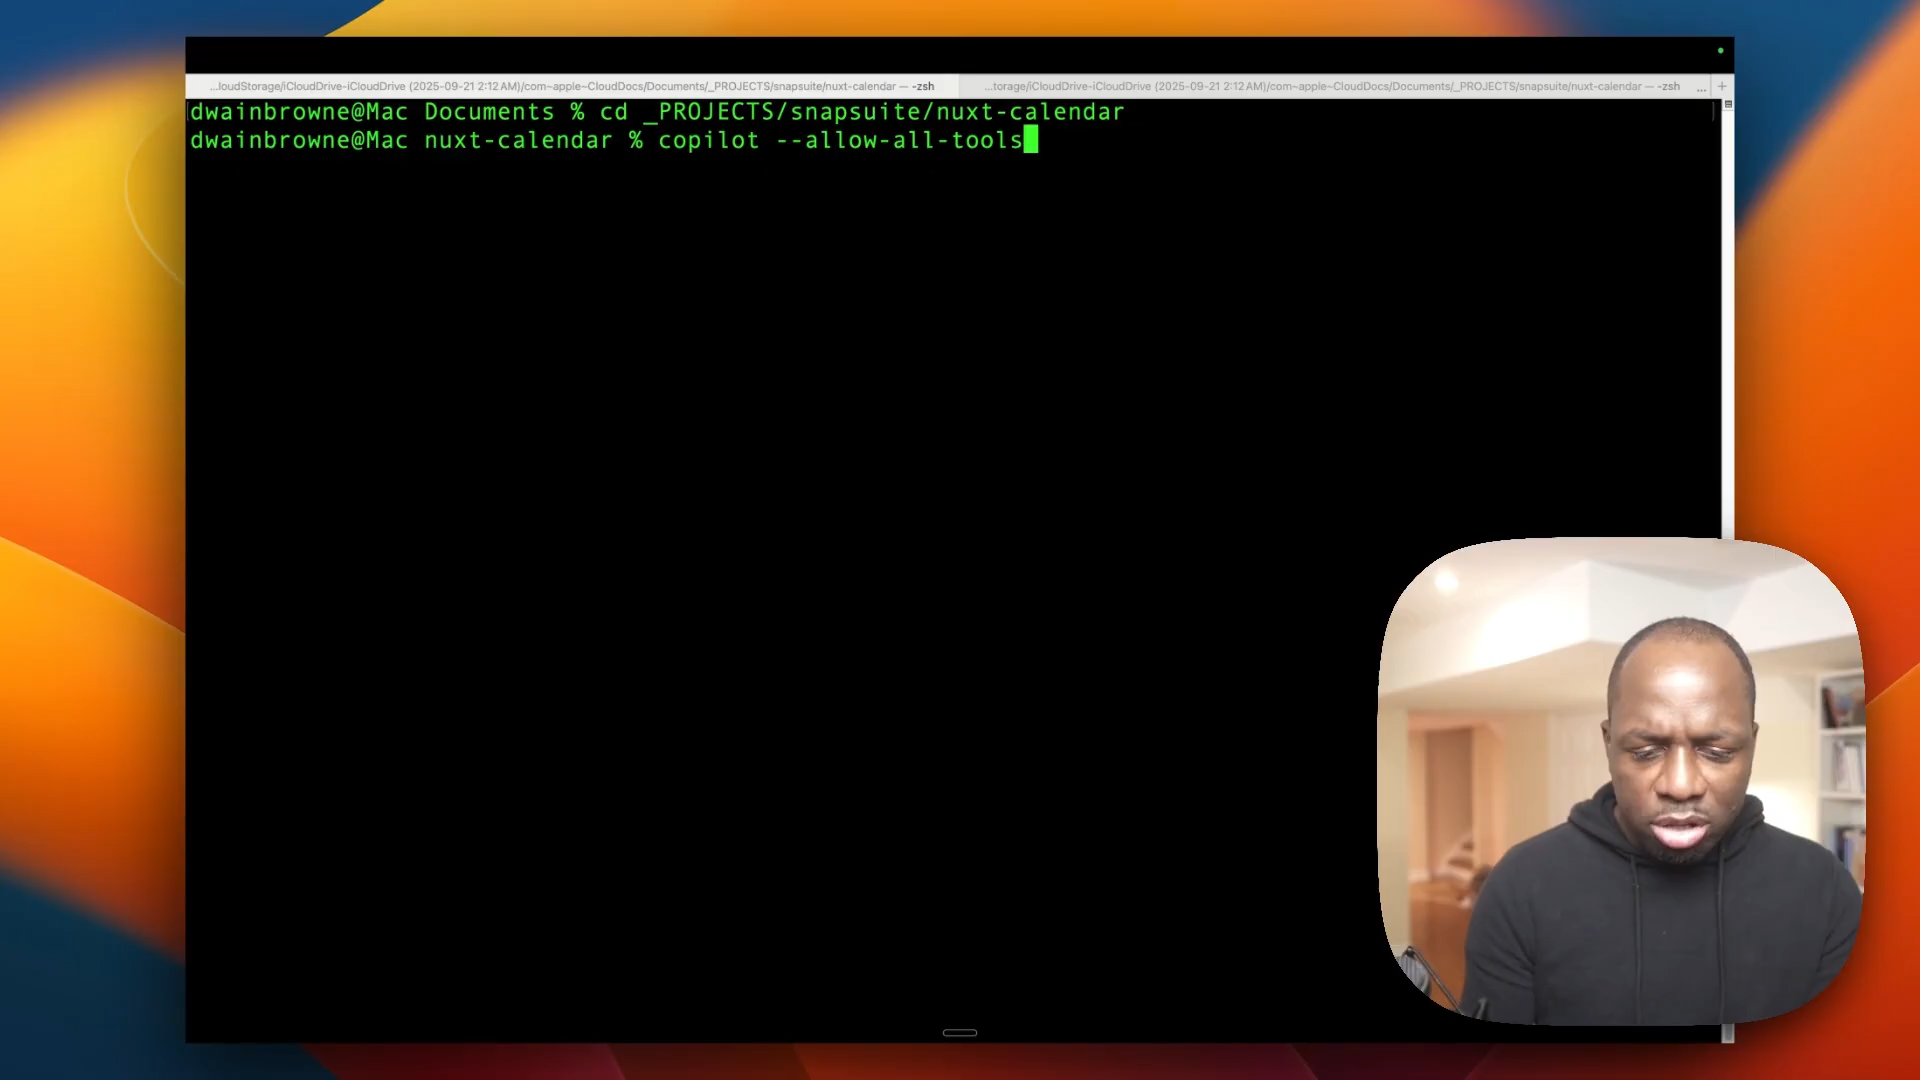 ...loudStorage/iCloudDrive-iCloudDrive (2025-09-21 2:12 AM)/com~apple~CloudDocs/Documents/_PROJECTS/snapsuite/nuxt-calendar — -zsh
...torage/iCloudDrive-iCloudDrive (2025-09-21 2:12 AM)/com~apple~CloudDocs/Documents/_PROJECTS/snapsuite/nuxt-calendar — -zsh ... +
dwainbrowne@Mac Documents % cd _PROJECTS/snapsuite/nuxt-calendar
dwainbrowne@Mac nuxt-calendar % copilot --allow-all-tools